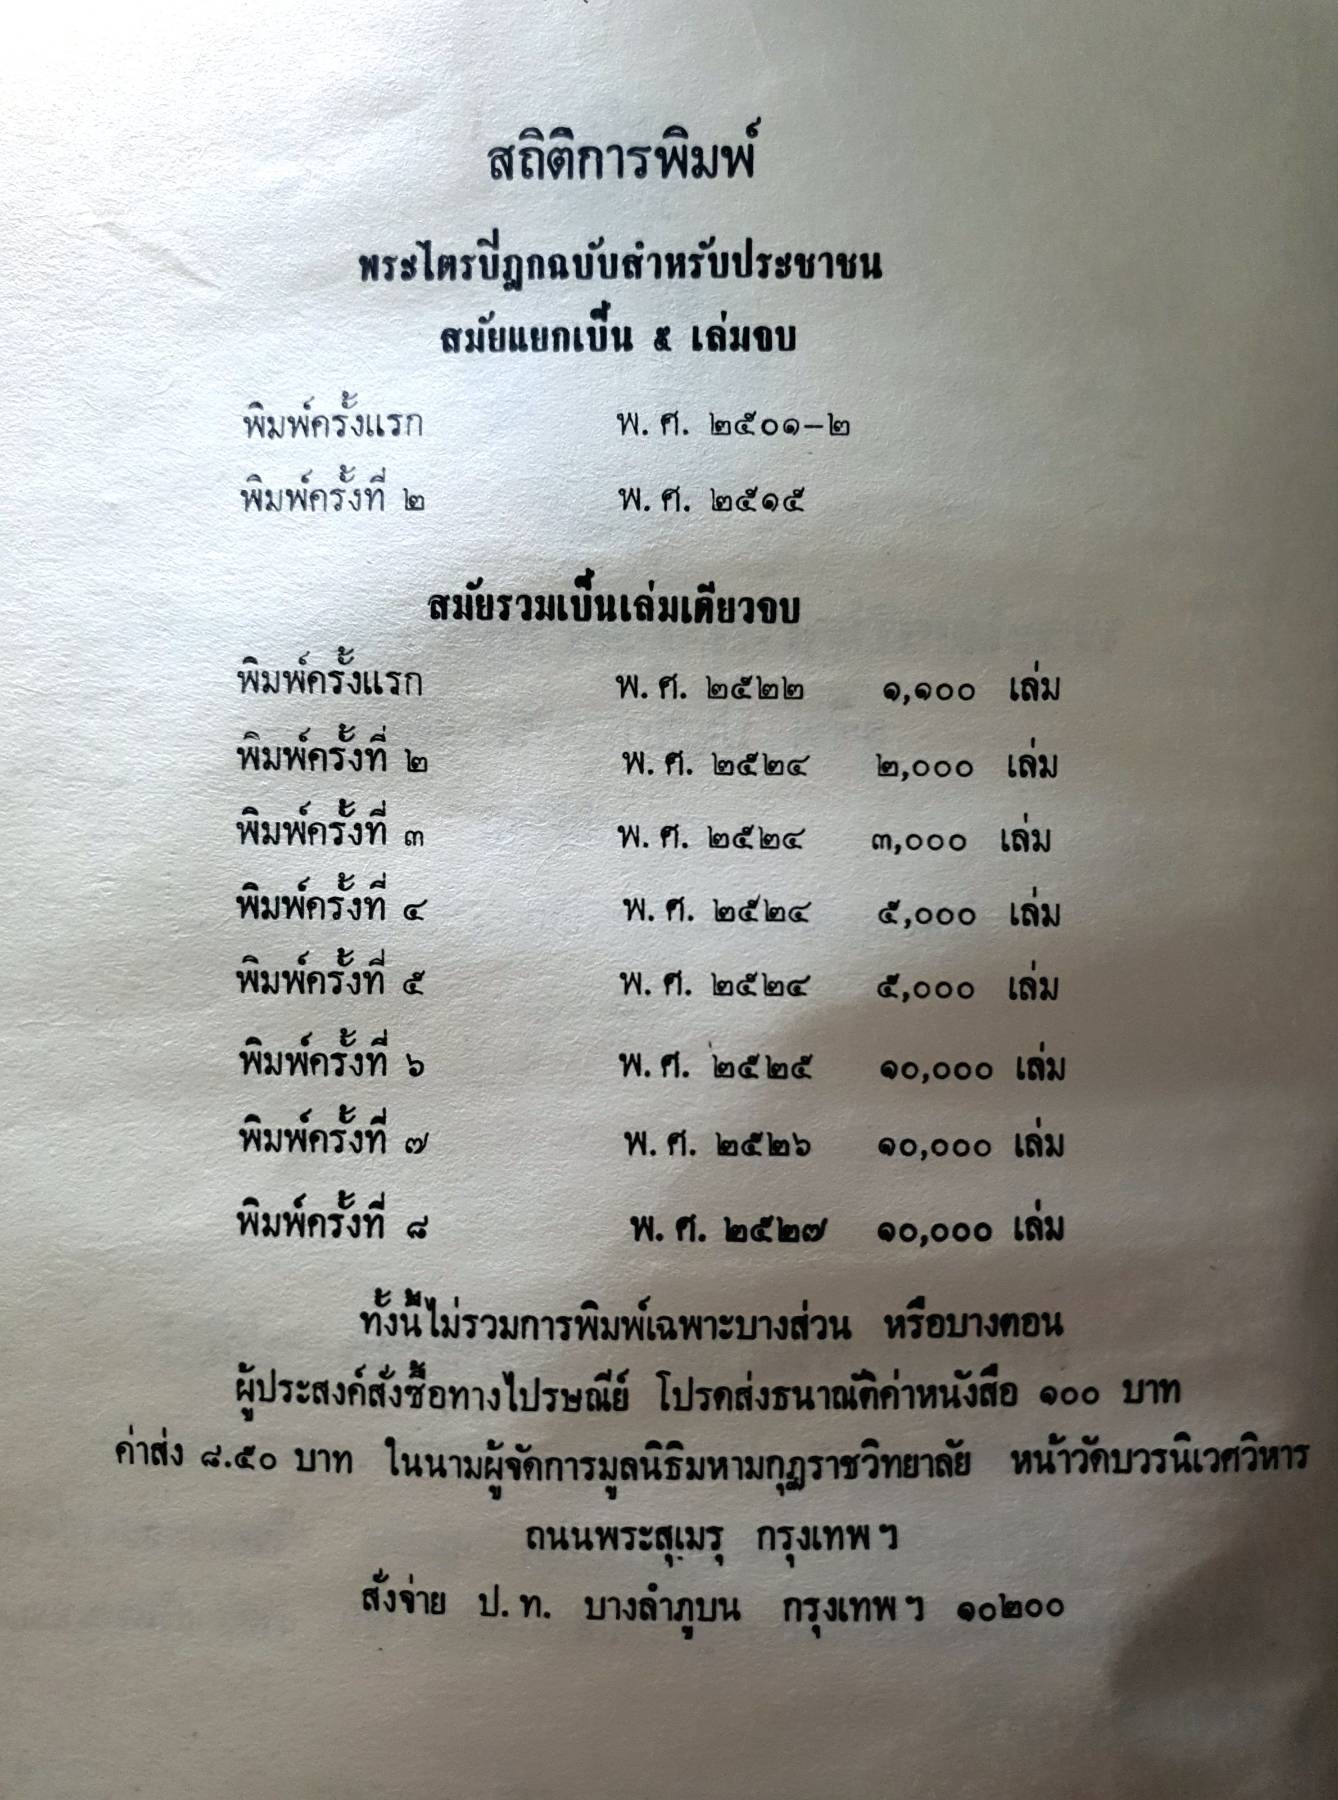 สถิติการพิมพ์
พระไตรปิฎกฉบับสำหรับประชาชน
สมัยแยกเป็น ๕ เล่มจบ
พิมพ์ครั้งแรก พ. ศ. ๒๕๐๑-๒
พิมพ์ครั้งที่ ๒ พ. ศ. ๒๕๑๕
สมัยรวมเป็นเล่มเดียวจบ
พิมพ์ครั้งแรก พ. ศ. ๒๕๒๒ ๑,๑๐๐ เล่ม
พิมพ์ครั้งที่ ๒ พ. ศ. ๒๕๒๔ ๒,๐๐๐ เล่ม
พิมพ์ครั้งที่ ๓ พ. ศ. ๒๕๒๔ ๓,๐๐๐ เล่ม
พิมพ์ครั้งที่ ๔ พ. ศ. ๒๕๒๔ ๕,๐๐๐ เล่ม
พิมพ์ครั้งที่ ๕ พ. ศ. ๒๕๒๔ ๕,๐๐๐ เล่ม
พิมพ์ครั้งที่ ๖ พ. ศ. ๒๕๒๕ ๑๐,๐๐๐ เล่ม
พิมพ์ครั้งที่ ๗ พ. ศ. ๒๕๒๖ ๑๐,๐๐๐ เล่ม
พิมพ์ครั้งที่ ๘ พ. ศ. ๒๕๒๗ ๑๐,๐๐๐ เล่ม
ทั้งนี้ไม่รวมการพิมพ์เฉพาะบางส่วน หรือบางตอน
ผู้ประสงค์สั่งซื้อทางไปรษณีย์ โปรดส่งธนาณัติค่าหนังสือ ๑๐๐ บาท
ค่าส่ง ๘.๕๐ บาท ในนามผู้จัดการมูลนิธิมหามกุฏราชวิทยาลัย หน้าวัดบวรนิเวศวิหาร
ถนนพระสุเมรุ กรุงเทพ ฯ
สั่งจ่าย ป. ท. บางลำภูบน กรุงเทพ ฯ ๑๐๒๐๐